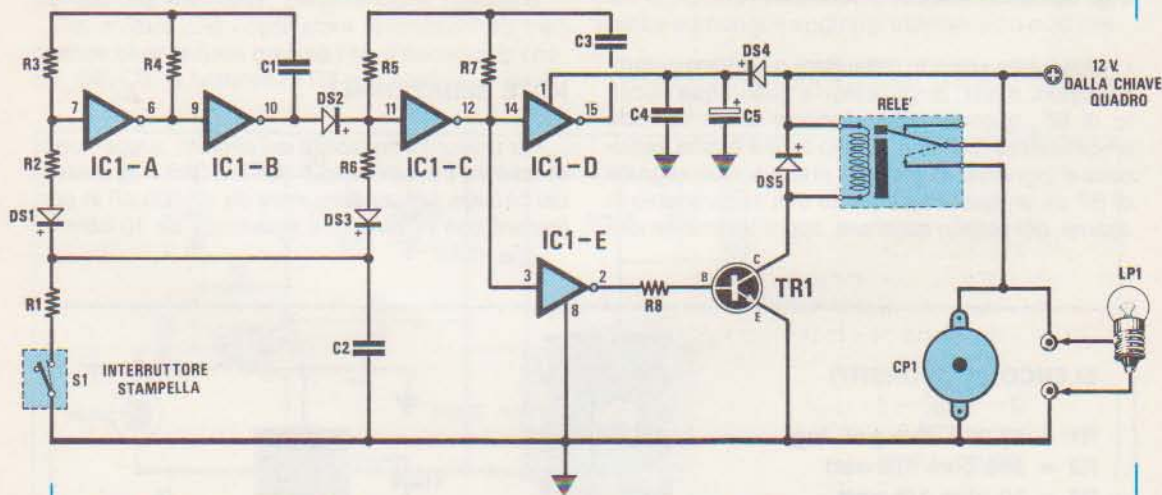 R3
R4
C1
R5
R7
C3
DS4
12 V.
DALLA CHIAVE
QUADRO
RELE'
7
6
9
10
DS2
11
12
14
1
15
C4
C5
IC1-A
IC1-B
IC1-C
IC1-D
R2
R6
DS5
DS1
DS3
IC1-E
3
2
8
R8
B
C
E
TR1
LP1
R1
C2
CP1
S1
INTERRUTTORE
STAMPELLA